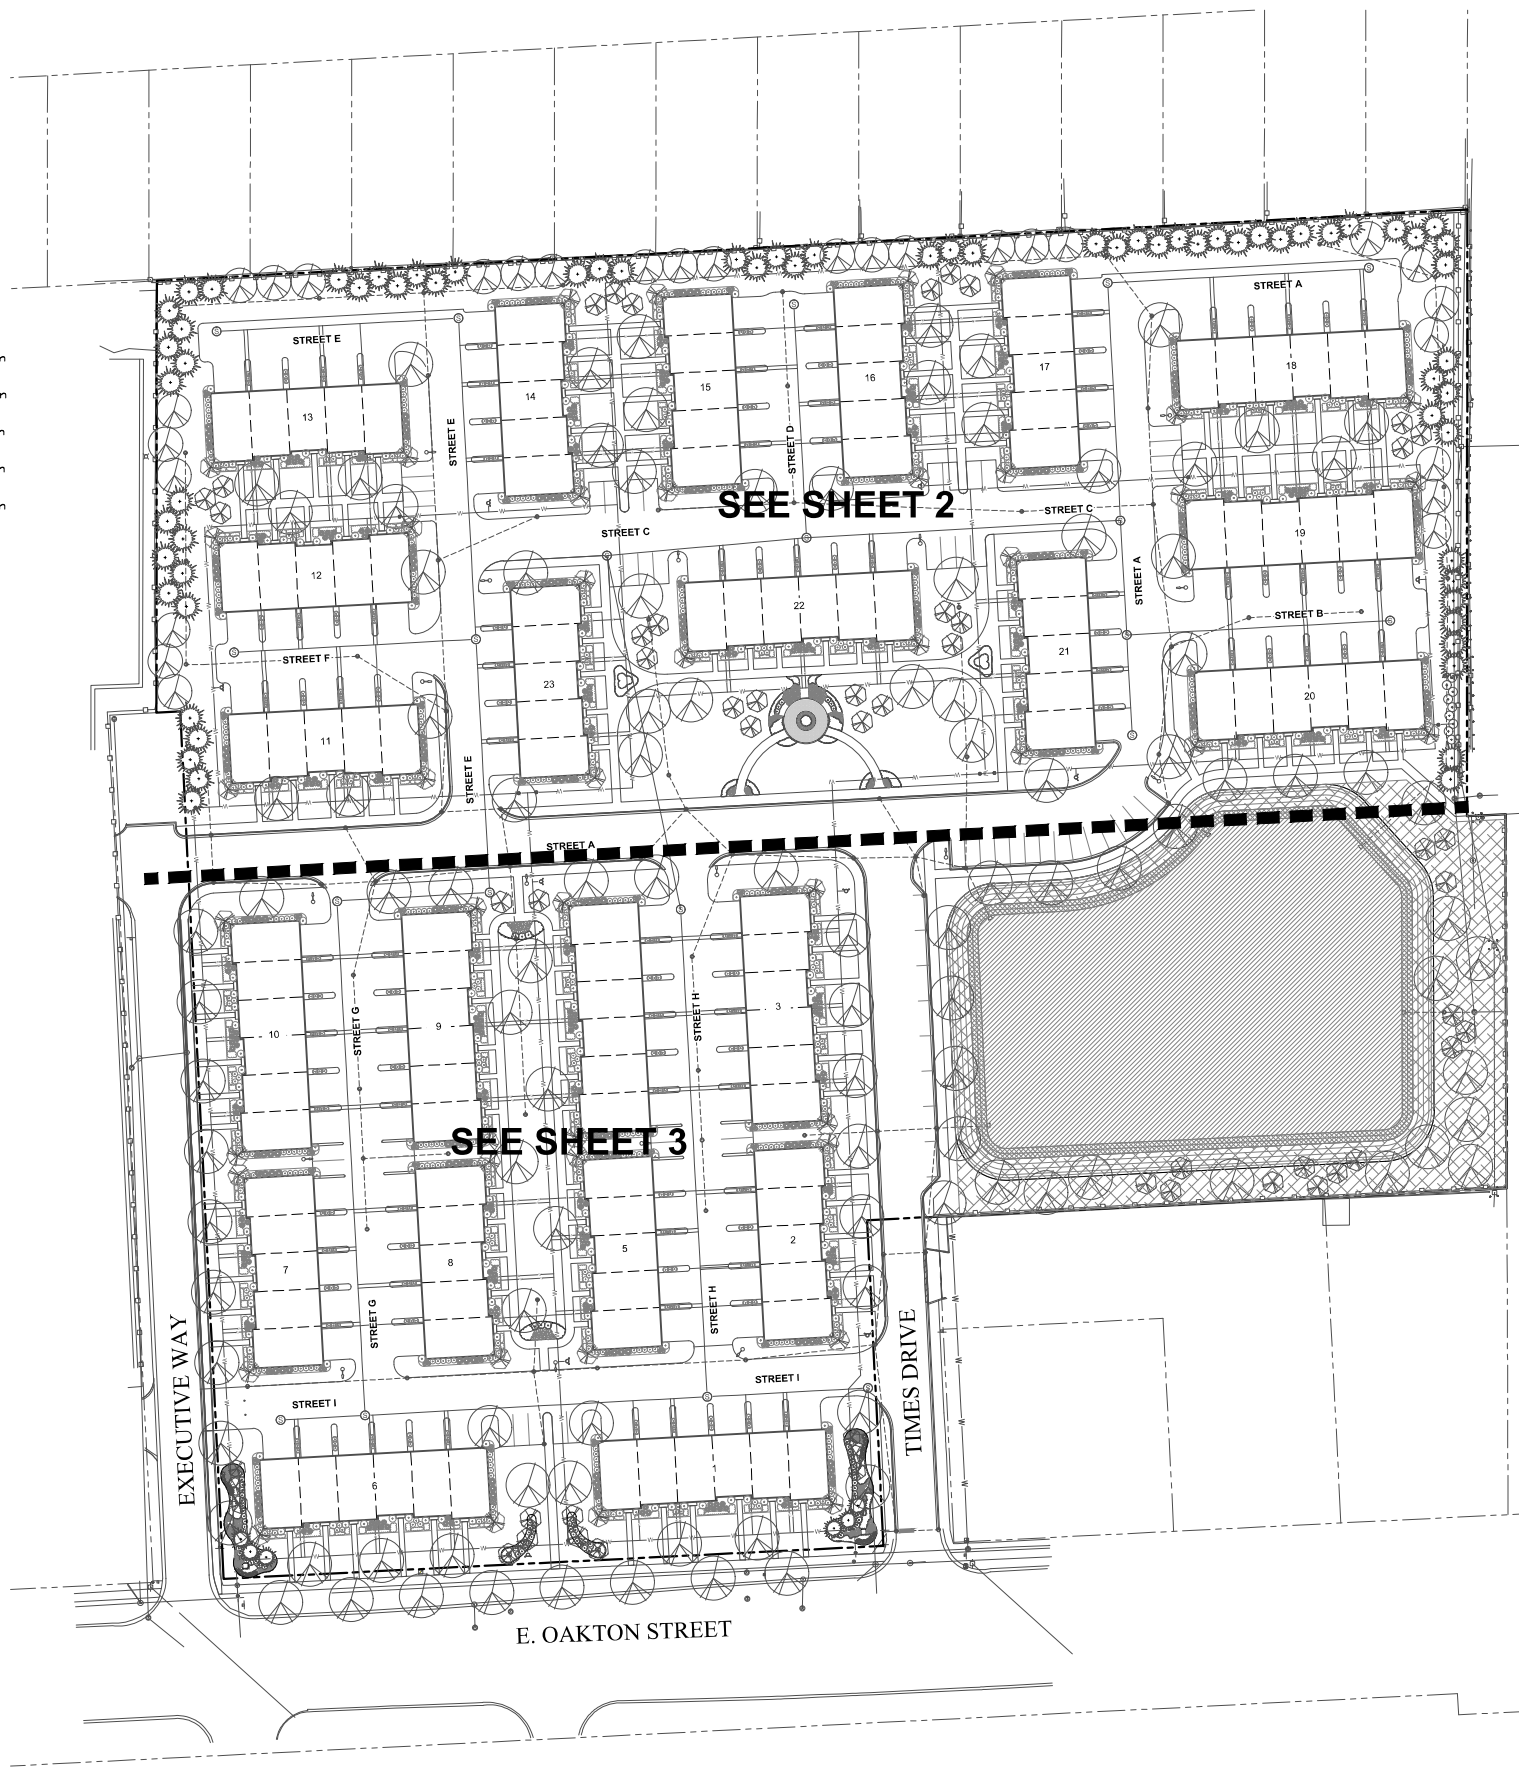 STREET A
STREET E
17
18
16
15
14
13
STREET E
STREET D
SEE SHEET 2
STREET C
STREET C
19
12
STREET A
22
STREET B
21
STREET F
23
20
11
STREET E
STREET A
3
9
10
STREET G
STREET H
SEE SHEET 3
2
5
8
7
STREET G
STREET H
EXECUTIVE WAY
TIMES DRIVE
STREET I
STREET I
1
6
E. OAKTON STREET